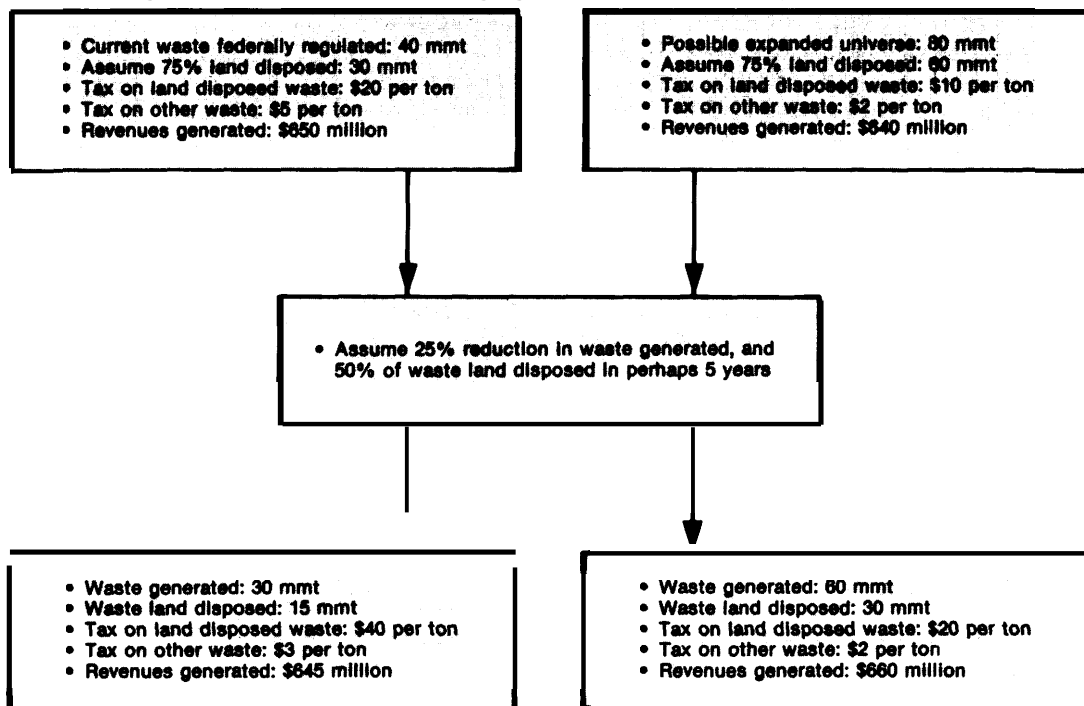 • Current waste federally regulated: 40 mmt
• Assume 75% land disposed: 30 mmt
• Tax on land disposed waste: $20 per ton
• Tax on other waste: $5 per ton
• Revenues generated: $650 million
• Possible expanded universe: 80 mmt
• Assume 75% land disposed: 60 mmt
• Tax on land disposed waste: $10 per ton
• Tax on other waste: $2 per ton
• Revenues generated: $640 million
• Assume 25% reduction in waste generated, and
50% of waste land disposed in perhaps 5 years
• Waste generated: 30 mmt
• Waste land disposed: 15 mmt
• Tax on land disposed waste: $40 per ton
• Tax on other waste: $3 per ton
• Revenues generated: $645 million
• Waste generated: 60 mmt
• Waste land disposed: 30 mmt
• Tax on land disposed waste: $20 per ton
• Tax on other waste: $2 per ton
• Revenues generated: $660 million